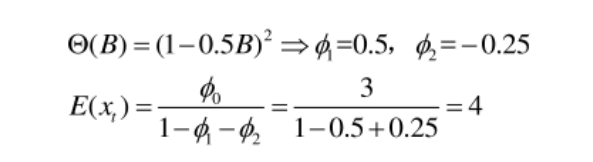 Θ(B) = (1−0.5B)² ⇒ ϕ₁=0.5, ϕ₂=−0.25
E(xₜ) = ϕ₀ / (1−ϕ₁−ϕ₂) = 3 / (1−0.5+0.25) = 4